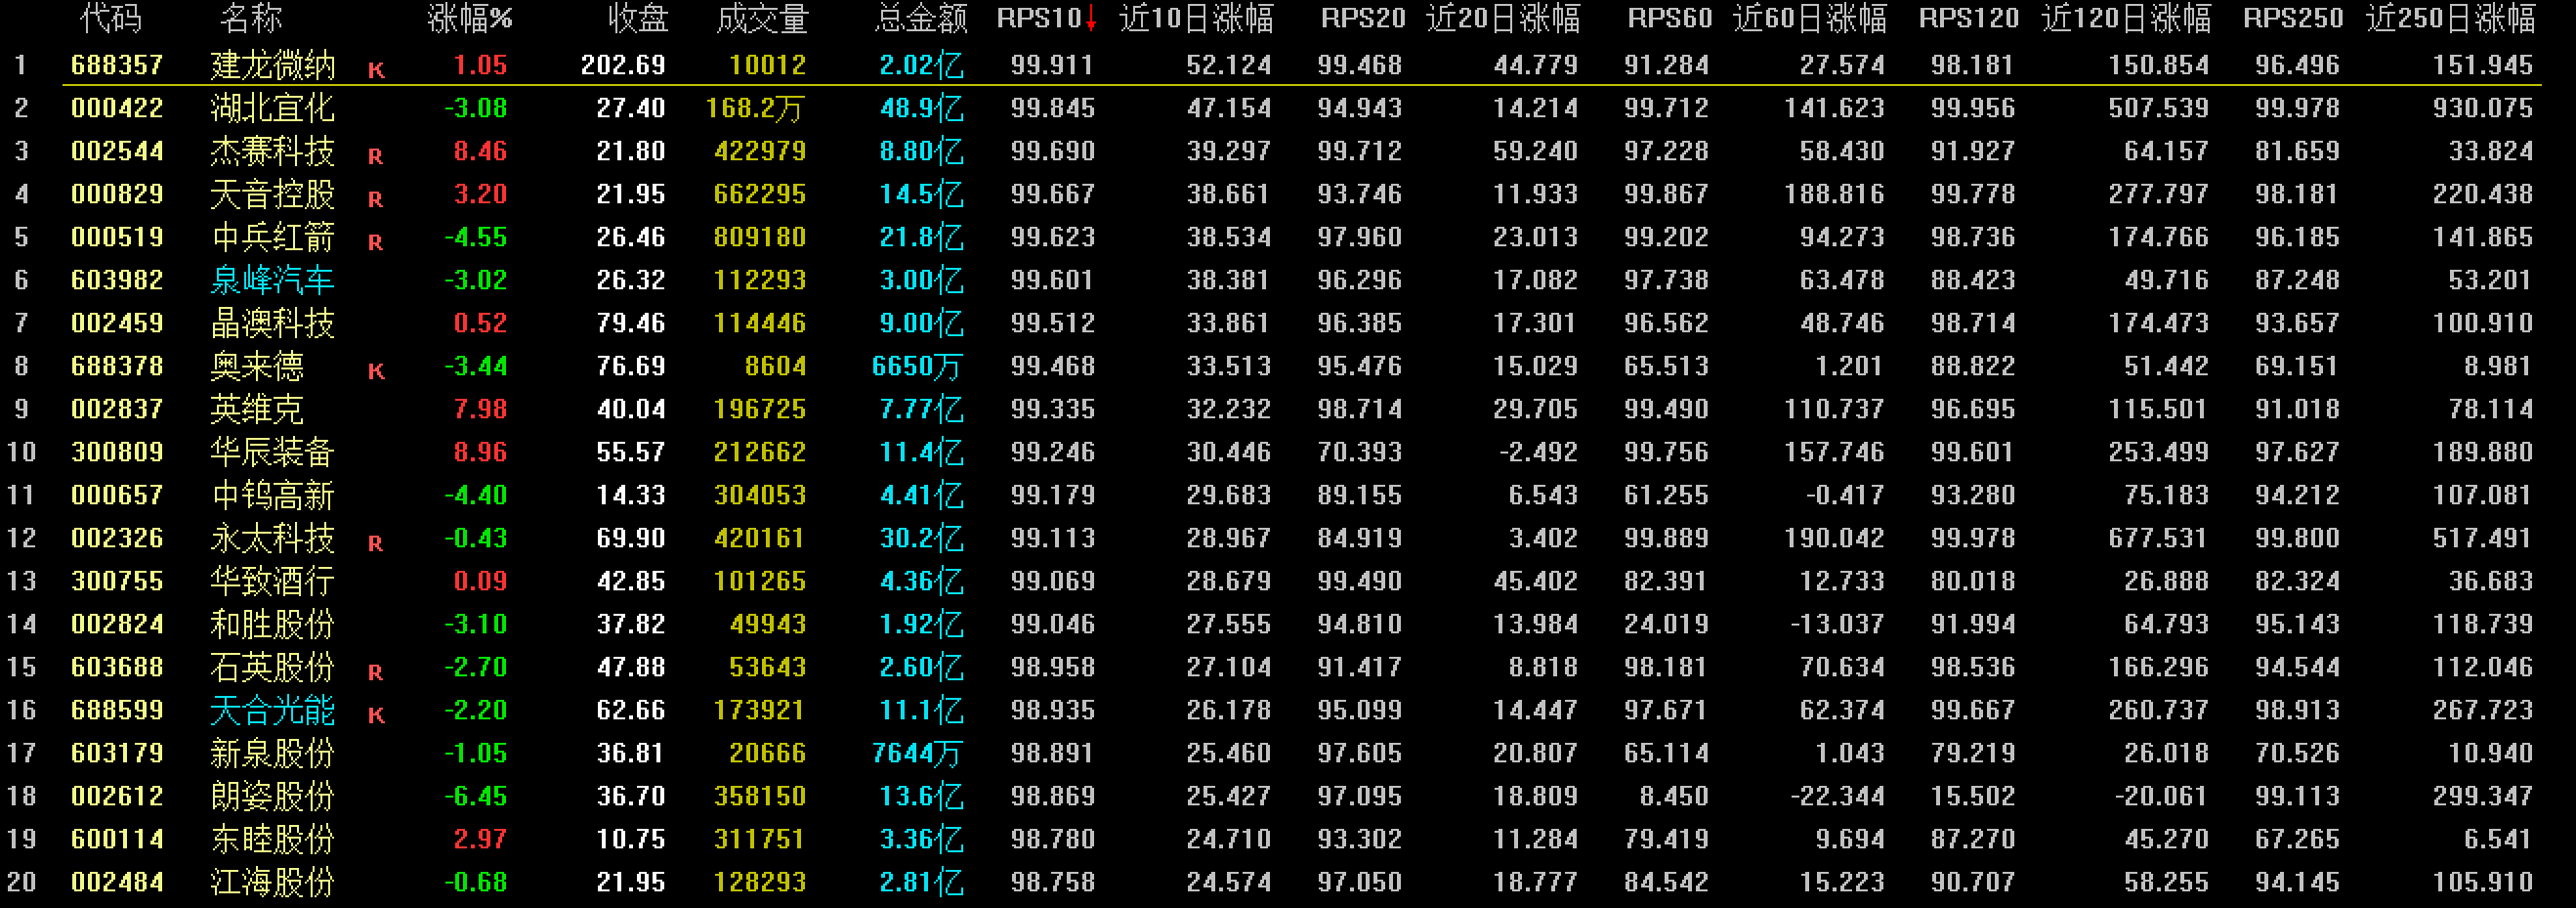 代码 名称 涨幅% 收盘 成交量 总金额 RPS10↓ 近10日涨幅 RPS20 近20日涨幅 RPS60 近60日涨幅 RPS120 近120日涨幅 RPS250 近250日涨幅
1 688357 建龙微纳 K 1.05 202.69 10012 2.02亿 99.911 52.124 99.468 44.779 91.284 27.574 98.181 150.854 96.496 151.945
2 000422 湖北宜化 -3.08 27.40 168.2万 48.9亿 99.845 47.154 94.943 14.214 99.712 141.623 99.956 507.539 99.978 930.075
3 002544 杰赛科技 R 8.46 21.80 422979 8.80亿 99.690 39.297 99.712 59.240 97.228 58.430 91.927 64.157 81.659 33.824
4 000829 天音控股 R 3.20 21.95 662295 14.5亿 99.667 38.661 93.746 11.933 99.867 188.816 99.778 277.797 98.181 220.438
5 000519 中兵红箭 R -4.55 26.46 809180 21.8亿 99.623 38.534 97.960 23.013 99.202 94.273 98.736 174.766 96.185 141.865
6 603982 泉峰汽车 -3.02 26.32 112293 3.00亿 99.601 38.381 96.296 17.082 97.738 63.478 88.423 49.716 87.248 53.201
7 002459 晶澳科技 0.52 79.46 114446 9.00亿 99.512 33.861 96.385 17.301 96.562 48.746 98.714 174.473 93.657 100.910
8 688378 奥来德 K -3.44 76.69 8604 6650万 99.468 33.513 95.476 15.029 65.513 1.201 88.822 51.442 69.151 8.981
9 002837 英维克 7.98 40.04 196725 7.77亿 99.335 32.232 98.714 29.705 99.490 110.737 96.695 115.501 91.018 78.114
10 300809 华辰装备 8.96 55.57 212662 11.4亿 99.246 30.446 70.393 -2.492 99.756 157.746 99.601 253.499 97.627 189.880
11 000657 中钨高新 -4.40 14.33 304053 4.41亿 99.179 29.683 89.155 6.543 61.255 -0.417 93.280 75.183 94.212 107.081
12 002326 永太科技 R -0.43 69.90 420161 30.2亿 99.113 28.967 84.919 3.402 99.889 190.042 99.978 677.531 99.800 517.491
13 300755 华致酒行 0.09 42.85 101265 4.36亿 99.069 28.679 99.490 45.402 82.391 12.733 80.018 26.888 82.324 36.683
14 002824 和胜股份 -3.10 37.82 49943 1.92亿 99.046 27.555 94.810 13.984 24.019 -13.037 91.994 64.793 95.143 118.739
15 603688 石英股份 R -2.70 47.88 53643 2.60亿 98.958 27.104 91.417 8.818 98.181 70.634 98.536 166.296 94.544 112.046
16 688599 天合光能 K -2.20 62.66 173921 11.1亿 98.935 26.178 95.099 14.447 97.671 62.374 99.667 260.737 98.913 267.723
17 603179 新泉股份 -1.05 36.81 20666 7644万 98.891 25.460 97.605 20.807 65.114 1.043 79.219 26.018 70.526 10.940
18 002612 朗姿股份 -6.45 36.70 358150 13.6亿 98.869 25.427 97.095 18.809 8.450 -22.344 15.502 -20.061 99.113 299.347
19 600114 东睦股份 2.97 10.75 311751 3.36亿 98.780 24.710 93.302 11.284 79.419 9.694 87.270 45.270 67.265 6.541
20 002484 江海股份 -0.68 21.95 128293 2.81亿 98.758 24.574 97.050 18.777 84.542 15.223 90.707 58.255 94.145 105.910